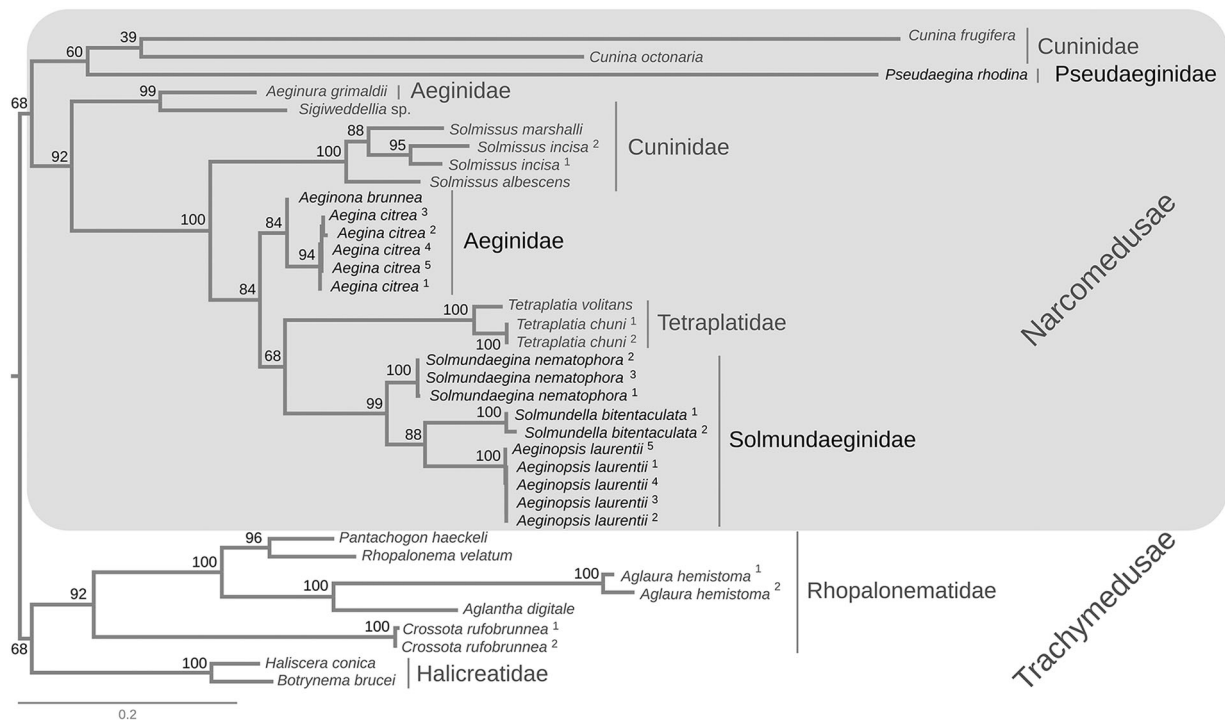 39
Cunina frugifera
60
Cunina octonaria
Cuninidae
Pseudaegina rhodina
Pseudaeginidae
68
99
Aeginura grimaldii
Aeginidae
Sigiweddellia sp.
92
88
Solmissus marshalli
95
Solmissus incisa 2
100
Solmissus incisa 1
Cuninidae
Solmissus albescens
100
84
Aeginona brunnea
Aegina citrea 3
Aegina citrea 2
94
Aegina citrea 4
Aegina citrea 5
Aegina citrea 1
Aeginidae
84
100
Tetraplatia volitans
Tetraplatia chuni 1
100
Tetraplatia chuni 2
Tetraplatidae
68
100
Solmundaegina nematophora 2
Solmundaegina nematophora 3
Solmundaegina nematophora 1
99
100
Solmundella bitentaculata 1
Solmundella bitentaculata 2
88
100
Aeginopsis laurentii 5
Aeginopsis laurentii 1
Aeginopsis laurentii 4
Aeginopsis laurentii 3
Aeginopsis laurentii 2
Solmundaeginidae
Narcomedusae
96
Pantachogon haeckeli
Rhopalonema velatum
100
100
Aglaura hemistoma 1
Aglaura hemistoma 2
100
Aglantha digitale
92
100
Crossota rufobrunnea 1
Crossota rufobrunnea 2
Rhopalonematidae
68
100
Haliscera conica
Botrynema brucei
Halicreatidae
Trachymedusae
0.2